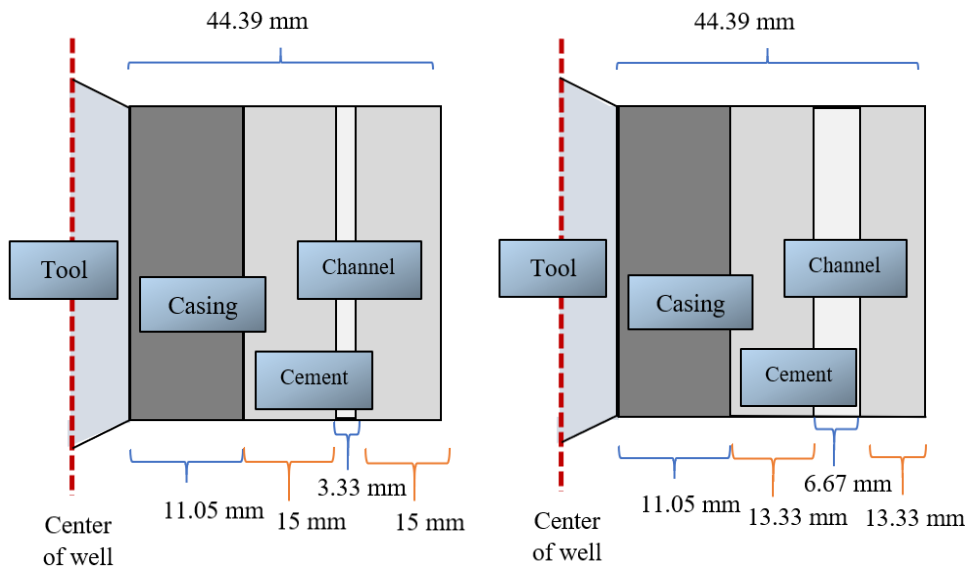 44.39 mm
Tool
Casing
Channel
Cement
3.33 mm
11.05 mm
15 mm
15 mm
Center
of well
44.39 mm
Tool
Casing
Channel
Cement
6.67 mm
11.05 mm
13.33 mm
13.33 mm
Center
of well